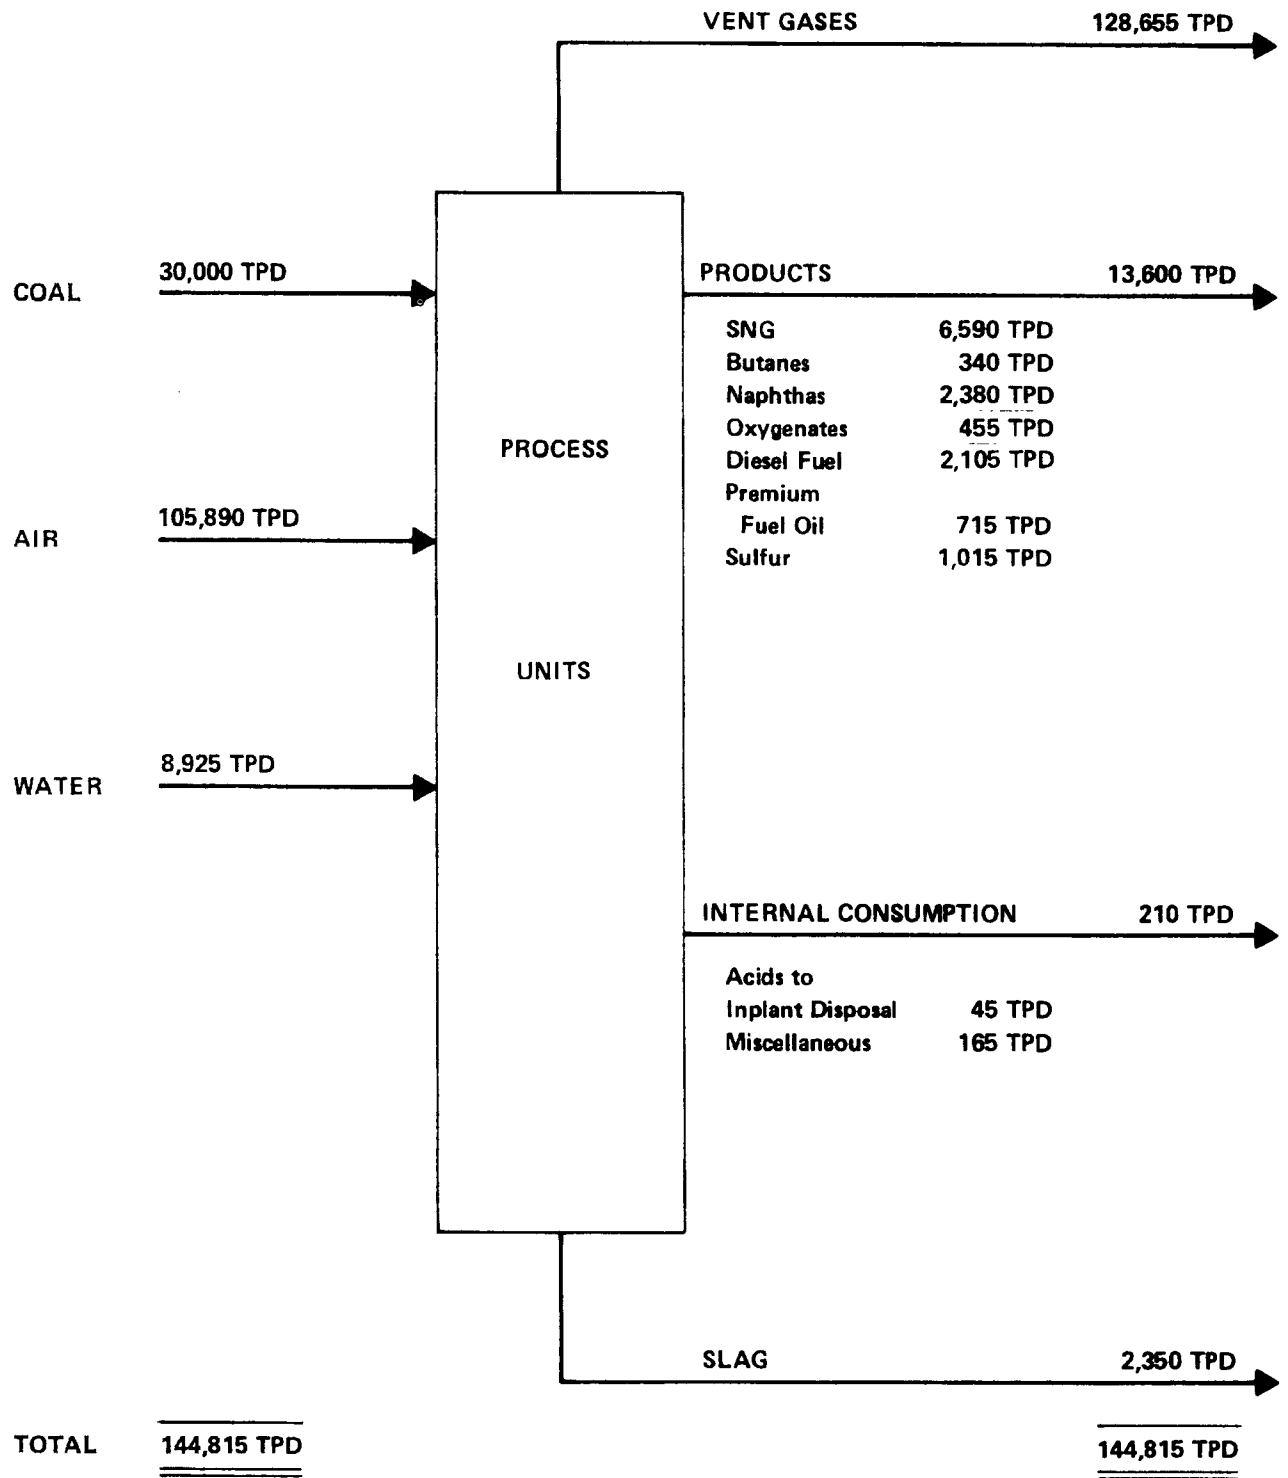 VENT GASES 128,655 TPD
COAL 30,000 TPD
PRODUCTS 13,600 TPD
SNG 6,590 TPD
Butanes 340 TPD
Naphthas 2,380 TPD
Oxygenates 455 TPD
Diesel Fuel 2,105 TPD
Premium
Fuel Oil 715 TPD
Sulfur 1,015 TPD
PROCESS
UNITS
AIR 105,890 TPD
WATER 8,925 TPD
INTERNAL CONSUMPTION 210 TPD
Acids to
Inplant Disposal 45 TPD
Miscellaneous 165 TPD
SLAG 2,350 TPD
TOTAL 144,815 TPD 144,815 TPD